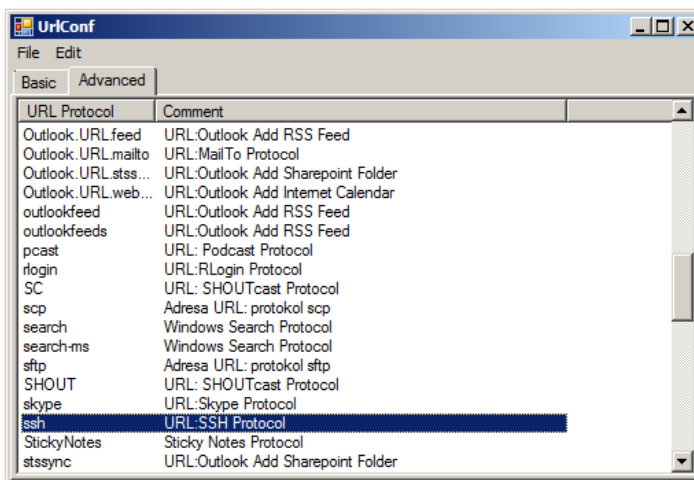 UrlConf
File Edit
Basic Advanced
URL Protocol Comment
Outlook.URL.feed URL:Outlook Add RSS Feed
Outlook.URL.mailto URL:MailTo Protocol
Outlook.URL.stss... URL:Outlook Add Sharepoint Folder
Outlook.URL.web... URL:Outlook Add Internet Calendar
outlookfeed URL:Outlook Add RSS Feed
outlookfeeds URL:Outlook Add RSS Feed
pcast URL: Podcast Protocol
rlogin URL:RLogin Protocol
SC URL: SHOUTcast Protocol
scp Adresa URL: protokol scp
search Windows Search Protocol
search-ms Windows Search Protocol
sftp Adresa URL: protokol sftp
SHOUT URL: SHOUTcast Protocol
skype URL:Skype Protocol
ssh URL:SSH Protocol
StickyNotes Sticky Notes Protocol
stssync URL:Outlook Add Sharepoint Folder